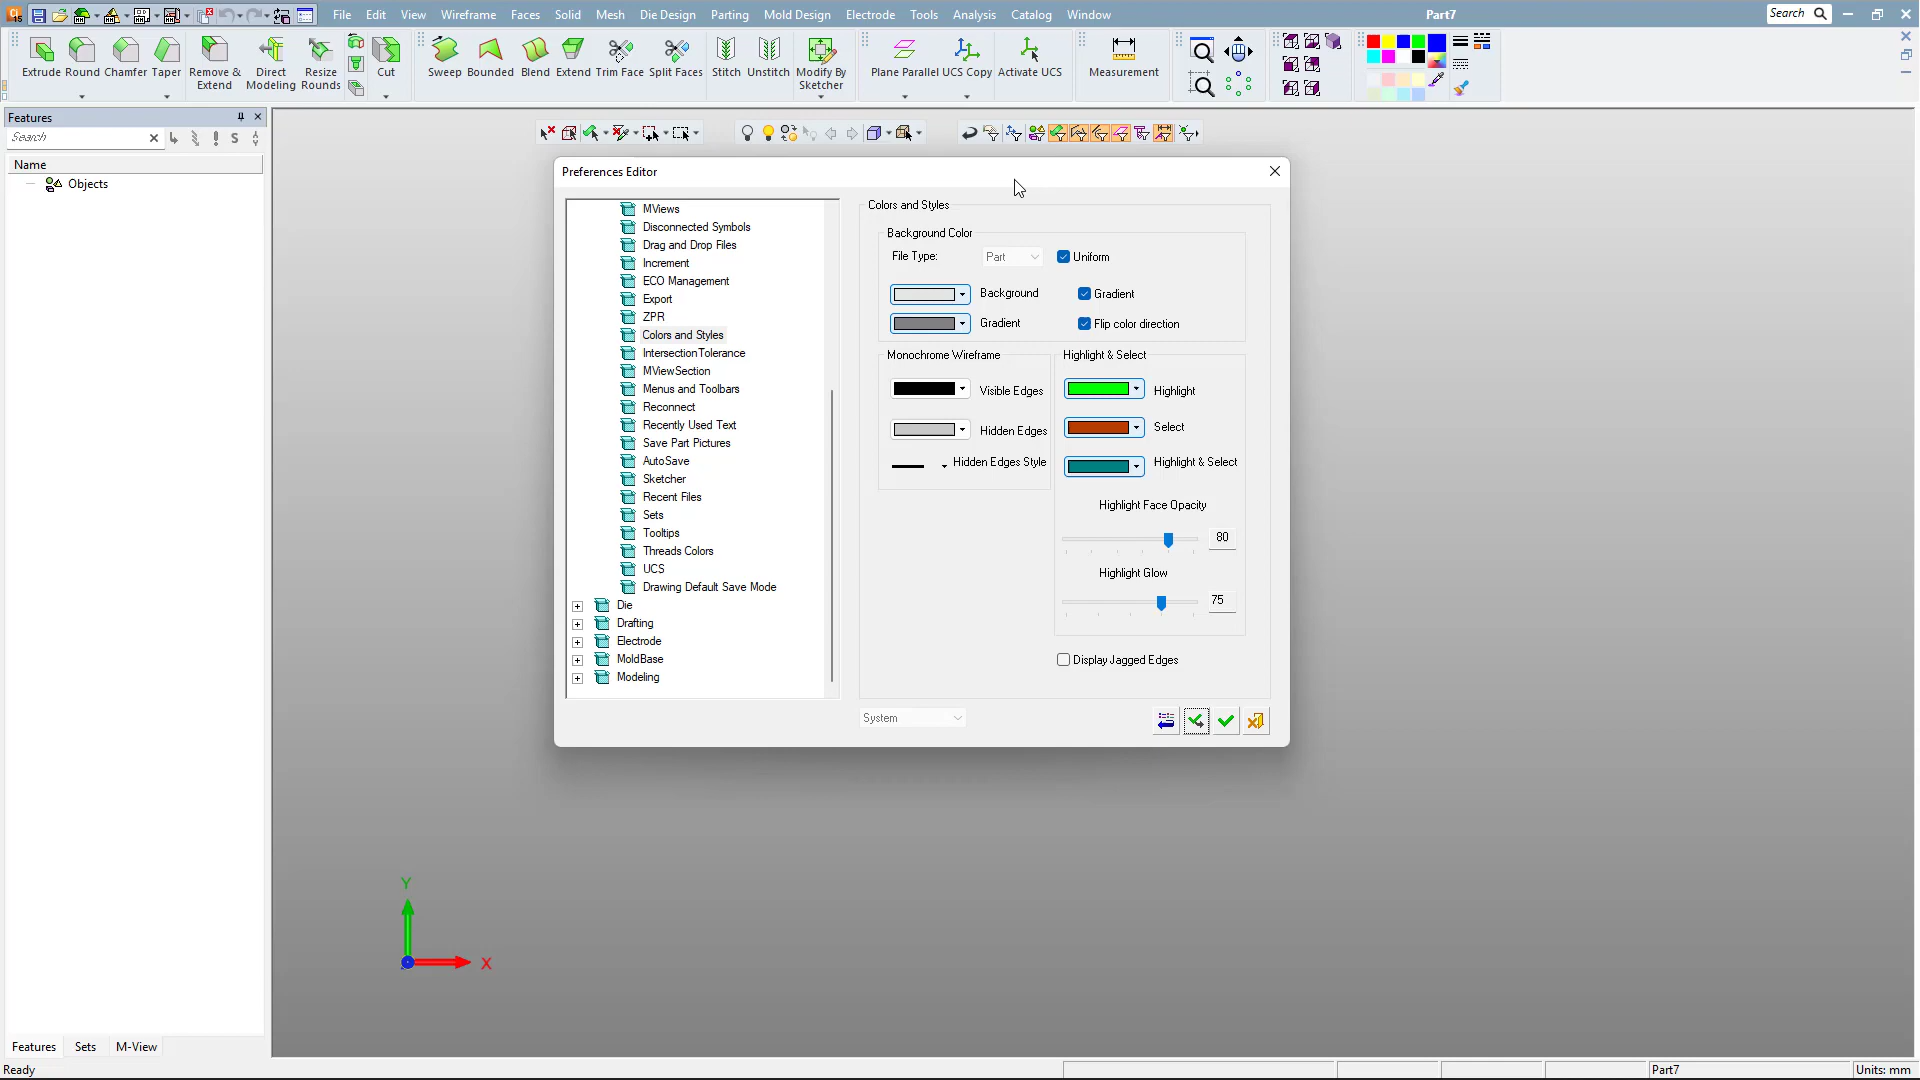 15
File Edit View Wireframe Faces Solid Mesh Die Design Parting Mold Design Electrode Tools Analysis Catalog Window
Part7
Search
Extrude Round Chamfer Taper Remove & Extend Direct Modeling Resize Rounds Cut
Sweep Bounded Blend Extend Trim Face Split Faces Stitch Unstitch Modify By Sketcher
Plane Parallel UCS Copy Activate UCS Measurement
Features
Search
S
Name
Objects
Preferences Editor
MViews
Disconnected Symbols
Drag and Drop Files
Increment
ECO Management
Export
ZPR
Colors and Styles
IntersectionTolerance
MViewSection
Menus and Toolbars
Reconnect
Recently Used Text
Save Part Pictures
AutoSave
Sketcher
Recent Files
Sets
Tooltips
Threads Colors
UCS
Drawing Default Save Mode
Die
Drafting
Electrode
MoldBase
Modeling
Colors and Styles
Background Color
File Type: Part Uniform
Background Gradient
Gradient Flip color direction
Monochrome Wireframe
Visible Edges
Hidden Edges
Hidden Edges Style
Highlight & Select
Highlight
Select
Highlight & Select
Highlight Face Opacity
80
Highlight Glow
75
Display Jagged Edges
System
Y
X
Features Sets M-View
Ready
Part7
Units: mm